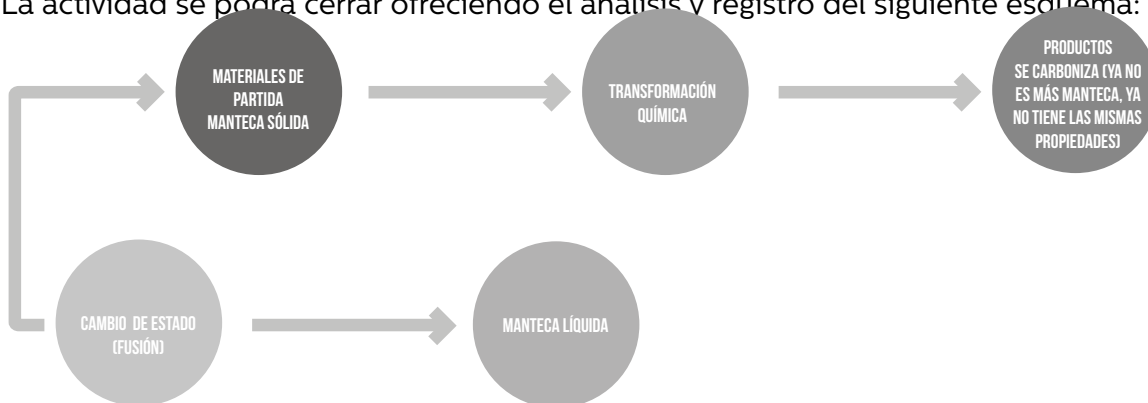 La actividad se podrá cerrar ofreciendo el análisis y registro del siguiente esquema:
MATERIALES DE
PARTIDA
MANTECA SÓLIDA
TRANSFORMACIÓN
QUÍMICA
PRODUCTOS
SE CARBONIZA (YA NO
ES MÁS MANTECA, YA
NO TIENE LAS MISMAS
PROPIEDADES)
CAMBIO DE ESTADO
(FUSIÓN)
MANTECA LÍQUIDA